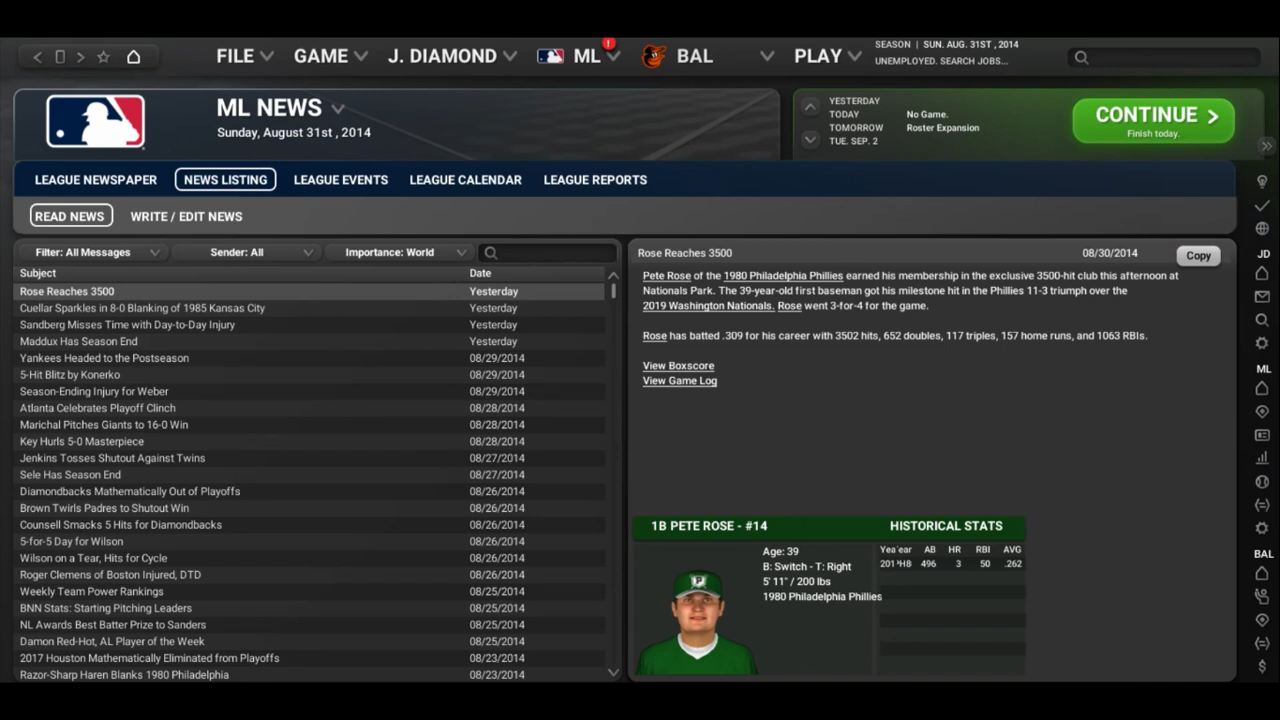 FILE GAME J. DIAMOND ML ! BAL PLAY
SEASON | SUN. AUG. 31ST , 2014
UNEMPLOYED. SEARCH JOBS...
ML NEWS
Sunday, August 31st , 2014
YESTERDAY
TODAY No Game.
TOMORROW Roster Expansion
TUE. SEP. 2
CONTINUE
Finish today.
LEAGUE NEWSPAPER NEWS LISTING LEAGUE EVENTS LEAGUE CALENDAR LEAGUE REPORTS
READ NEWS WRITE / EDIT NEWS
Filter: All Messages Sender: All Importance: World
Subject Date
Rose Reaches 3500 Yesterday
Cuellar Sparkles in 8-0 Blanking of 1985 Kansas City Yesterday
Sandberg Misses Time with Day-to-Day Injury Yesterday
Maddux Has Season End Yesterday
Yankees Headed to the Postseason 08/29/2014
5-Hit Blitz by Konerko 08/29/2014
Season-Ending Injury for Weber 08/29/2014
Atlanta Celebrates Playoff Clinch 08/28/2014
Marichal Pitches Giants to 16-0 Win 08/28/2014
Key Hurls 5-0 Masterpiece 08/28/2014
Jenkins Tosses Shutout Against Twins 08/27/2014
Sele Has Season End 08/27/2014
Diamondbacks Mathematically Out of Playoffs 08/26/2014
Brown Twirls Padres to Shutout Win 08/26/2014
Counsell Smacks 5 Hits for Diamondbacks 08/26/2014
5-for-5 Day for Wilson 08/26/2014
Wilson on a Tear, Hits for Cycle 08/26/2014
Roger Clemens of Boston Injured, DTD 08/26/2014
Weekly Team Power Rankings 08/25/2014
BNN Stats: Starting Pitching Leaders 08/25/2014
NL Awards Best Batter Prize to Sanders 08/25/2014
Damon Red-Hot, AL Player of the Week 08/25/2014
2017 Houston Mathematically Eliminated from Playoffs 08/23/2014
Razor-Sharp Haren Blanks 1980 Philadelphia 08/23/2014
Rose Reaches 3500 08/30/2014 Copy
Pete Rose of the 1980 Philadelphia Phillies earned his membership in the exclusive 3500-hit club this afternoon at
Nationals Park. The 39-year-old first baseman got his milestone hit in the Phillies 11-3 triumph over the
2019 Washington Nationals. Rose went 3-for-4 for the game.
Rose has batted .309 for his career with 3502 hits, 652 doubles, 117 triples, 157 home runs, and 1063 RBIs.
View Boxscore
View Game Log
1B PETE ROSE - #14 HISTORICAL STATS
Age: 39
B: Switch - T: Right
5' 11" / 200 lbs
1980 Philadelphia Phillies
AB HR RBI AVG
496 3 50 .262
P
JD
ML
BAL